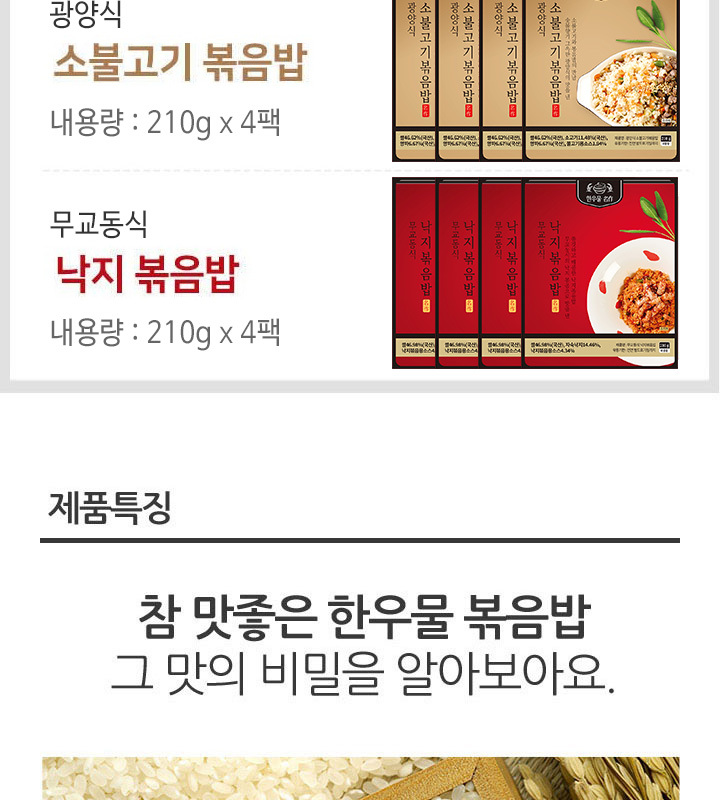 광양식
소불고기 볶음밥
내용량 : 210g x 4팩
광양식
소불고기볶음밥
광양식
소불고기볶음밥
광양식
소불고기볶음밥
광양식
소불고기볶음밥
무교동식
낙지 볶음밥
내용량 : 210g x 4팩
한우물 名作
무교동식
낙지볶음밥
무교동식
낙지볶음밥
무교동식
낙지볶음밥
무교동식
낙지볶음밥
제품특징
참 맛좋은 한우물 볶음밥
그 맛의 비밀을 알아보아요.